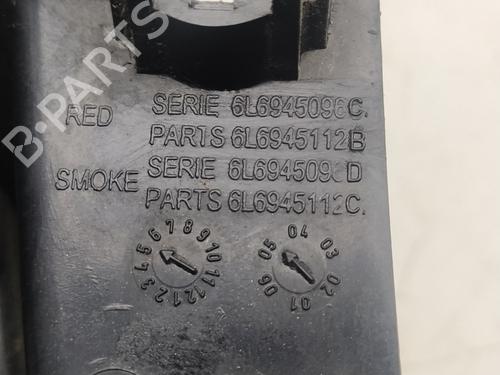 RED SERIE 6L6945096C.
PARTS 6L6945112B
SMOKE SERIE 6L6945096D
PARTS 6L6945112C.
1 2 3 4 5 6 7 8 9 10 11 12
01 02 03 04 05 06
B-PARTS